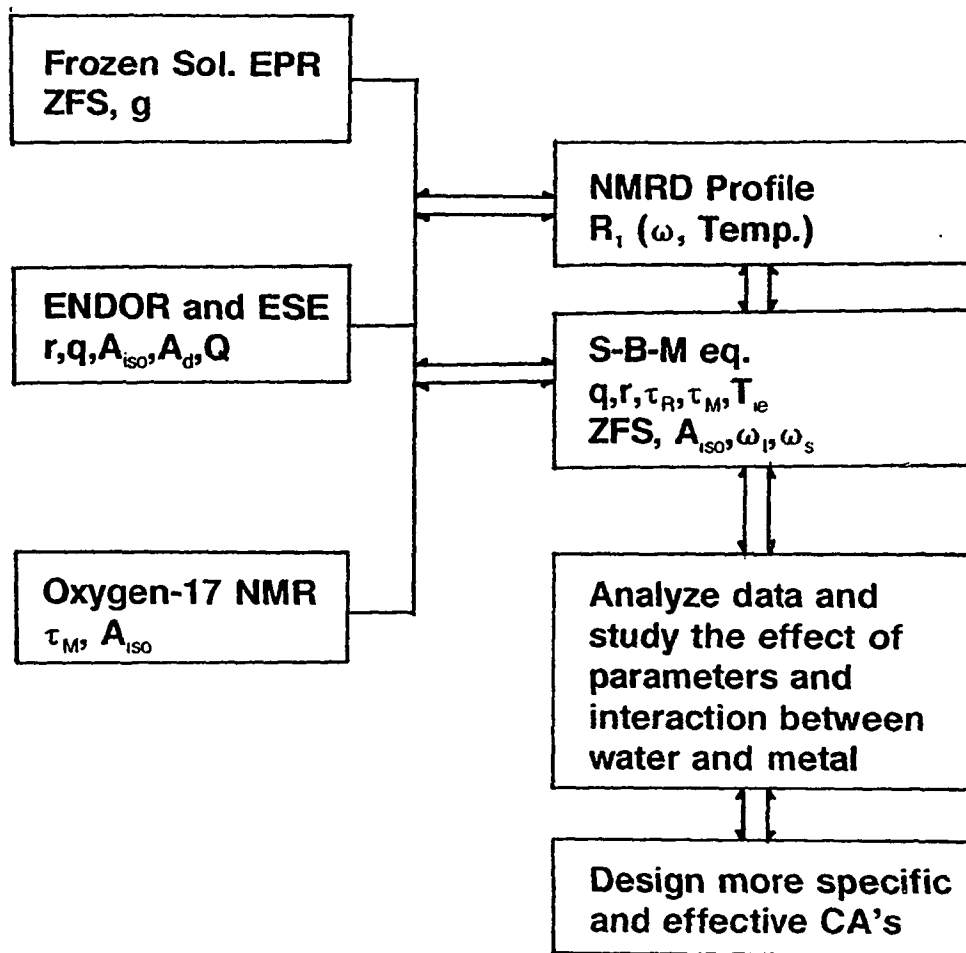 Frozen Sol. EPR
ZFS, g
ENDOR and ESE
r,q,A_iso,A_d,Q
Oxygen-17 NMR
τ_M, A_iso
NMRD Profile
R_1 (ω, Temp.)
S-B-M eq.
q,r,τ_R,τ_M,T_ie
ZFS, A_iso,ω_I,ω_s
Analyze data and
study the effect of
parameters and
interaction between
water and metal
Design more specific
and effective CA's